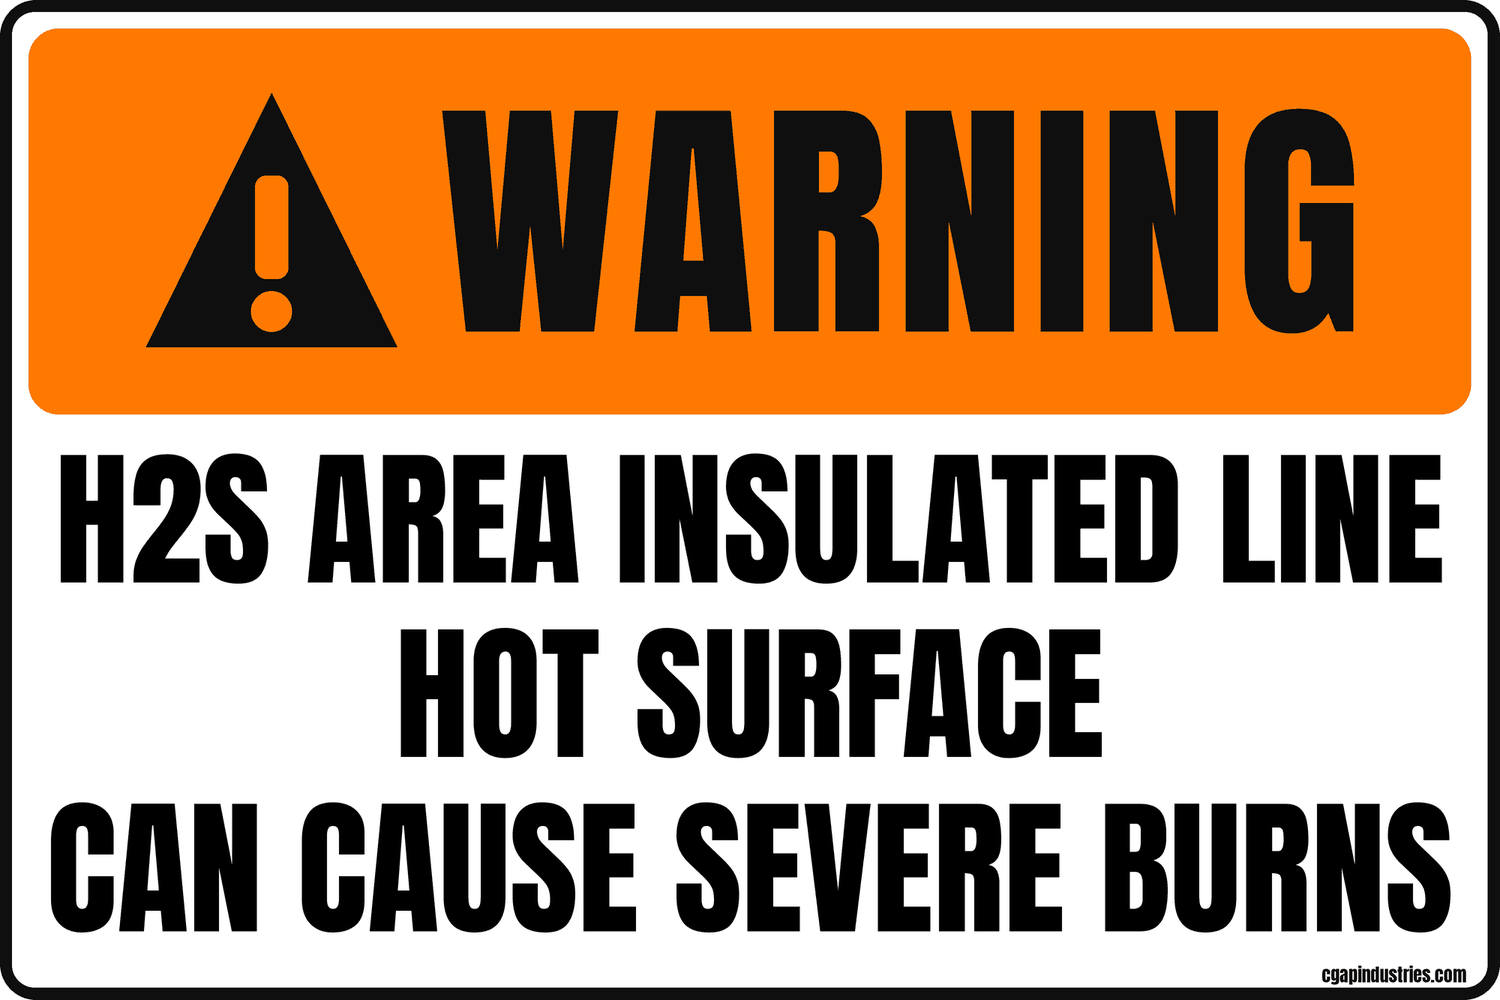 WARNING
H2S AREA INSULATED LINE
HOT SURFACE
CAN CAUSE SEVERE BURNS
cgapindustries.com